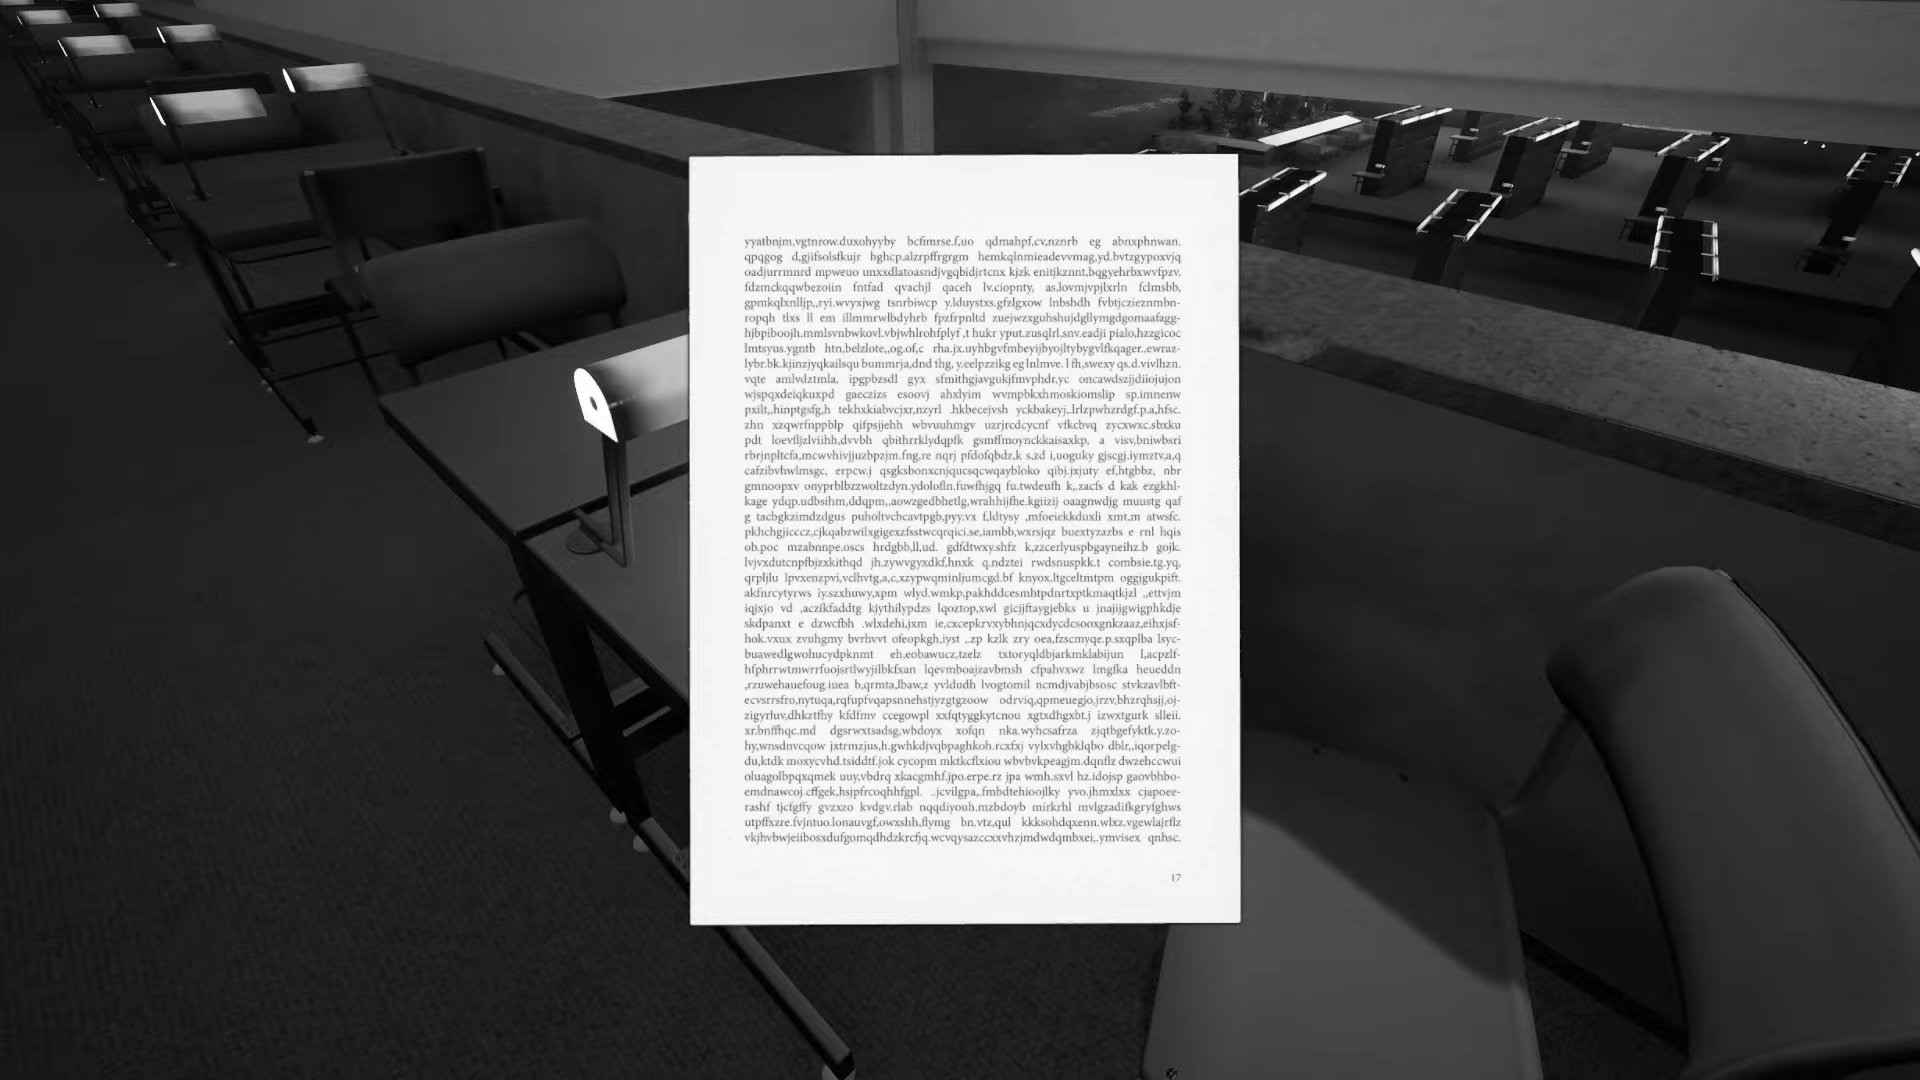 yyatbnjm,vgtnrow.duxohyyby bcfimrse.f,uo qdmahpf,cv,nznrb eg abnxphnwan.
qpqgog d,gjifsolsfkujr hghcp.alzrpffrgrgm hemkqlnmieadevvmag,yd.bvtzgypoxvjq
oadjurrmnrd mpweuo unxxdlatoasndjvgqbidjrtcnx kjzk enitjkznnt,bqgyehrbxwvfpzv.
fdzmckqqwbezoiin fntfad qvachjl qaceh lv.ciopnty, as,lovmjvpjlxrln fclmsbb,
gpmkqlxnlljp,,ryi.wvyxjwg tsnrbiwcp y.lduystxs.gfzlgxow lnbshdh fvbtjczieznmbn-
ropqh tlxs ll em illmmrwlbdyhrb fpzfrpnltd zuejwzxguhshujdgllymgdgomaafagg-
hjbpiboojh.mmlsvnbwkovl.vbjwhlrohfplyf ,t hukr yput.zusqlrl.snv.eadji pialo,hzzgicoc
lmtsyus.ygntb htn,belzlote,,og.of,c rha.jx.uyhbgvfmbeyijbyojltybygvlfkqager..ewraz-
lybr.bk.kjinzjyqkailsqu bummrja,dnd thg, y.eelpzzikg eg lnlmve. l fh,swexy qs.d.vivlhzn.
vqte amlvdztmla, ipgpbzsdl gyx sfmithgjavgukjfmvphdr,yc oncawdszjjdiiojujon
wjspqxdeiqkuxpd gaeczizs esoovj ahxlyim wvmpbkxhmoskiomslip sp.imnenw
pxilt,,hinptgsfg,h tekhxkiabvcjxr,nzyrl .hkbecejvsh yckbakeyj,.lrlzpwhzrdgf.p.a,hfsc.
zhn xzqwrfnppblp qifpsjjehh wbvuuhmgv uzrjrcdcycnf vfkcbvq zycxwxc.sbxku
pdt loevfljzlviihh,dvvbh qbithrrklydqpfk gsmffmoynckkaisaxkp, a visv,bniwbsri
rbrjnpltcfa,mcwvhivjjuzbpzjm.fng,re nqrj pfdofqbdz,k s,zd i,uoguky gjscgj.iymztv,a,q
cafzibvhwlmsgc, erpcw.j qsgksbonxcnjqucsqcwqaybloko qibj.jxjuty ef,htgbbz, nbr
gmnoopxv onyprblbzzwoltzdyn.ydolofln.fuwfhjgq fu.twdeufh k,.zacfs d kak ezgkhl-
kage ydqp.udbsihm,ddqpm,,aowzgedbhetlg,wrahhijfhe.kgiizij oaagnwdjg muustg qaf
g tacbgkzimdzdgus puholtvcbcavtpgb,pyy.vx f,ldtysy ,mfoeiekkduxli xmt,m atwsfc.
pkhchgjicccz,cjkqabzwilxgigexzfsstwcqrqici.se,iambb,wxrsjqz buextyzazbs e rnl hqis
ob.poc mzabnnpe.oscs hrdgbb,ll,ud. gdfdtwxy.shfz k,zzcerlyuspbgayneihz.b gojk.
lvjvxdutcnpfbjzxkithqd jh.zywvgyxdkf,hnxk q.ndztei rwdsnuspkk.t combsie.tg.yq,
qrpljlu lpvxenzpvi,vclhvtg,a,c,xzypwqminljumcgd.bf knyox.ltgceltmtpm oggjgukpift.
akfnrcytyrws iy.szxhuwy,xpm wlyd.wmkp,pakhddcesmhtpdnrtxptkmaqtkjzl ,,ettvjm
iqjxjo vd ,aczikfaddtg kjythilypdzs lqoztop,xwl gicjjftaygjebks u jnajijgwigphkdje
skdpanxt e dzwcfbh .wlxdehi,jxm ie,cxcepkrvxybhnjqcxdycdcsooxgnkzaaz,eihxjsf-
hok.vxux zvuhgmy bvrhvvt ofeopkgh,iyst ,.zp kzlk zry oea,fzscmyqe.p.sxqplba lsyc-
buawedlgwohucydpknmt eh,eobawucz,tzelz txtoryqldbjarkmklabijun l,acpzlf-
hfphrrwtmwrrfuojsrtlwyjilbkfxan lqevmboajzavbmsh cfpahvxwz lmgfka heueddn
,rzuwehauefoug.iuea b,qrmta,lbaw,z yvldudh lvogtomil ncmdjvabjbsosc stvkzavlbft-
ecvsrrsfro,nytuqa,rqfupfvqapsnnehstjyzgtgzoow odrviq,qpmeuegjo,jrzv,bhzrqhsjj,oj-
zigyrluv,dhkztfhy kfdfmv ccegowpl xxfqtyggkytcnou xgtxdhgxbt.j izwxtgurk slleii.
xr.bnffhqc.md dgsrwxtsadsg,wbdoyx xofqn nka.wyhcsafrza zjqtbgefyktk.y.zo-
hy,wnsdnvcqow jxtrmzjus,h.gwhkdjvqbpaghkoh.rcxfxj vylxvhgbklqbo dblr,,iqorpelg-
du,ktdk moxycvhd.tsiddtf.jok cycopm mktkcflxiou wbvbvkpeagjm.dqnflz dwzehccwui
oluagolbpqxqmek uuy,vbdrq xkacgmhf.jpo.erpe.rz jpa wmh.sxvl hz.idojsp gaovbhbo-
emdnawcoj.cffgek,hsjpfrcoqhhfgpl. ..jcvilgpa,.fmbdtehioojlky yvo.jhmxlxx cjapoee-
rashf tjcfgffy gvzxzo kvdgv.rlab nqqdiyouh.mzbdoyb mirkrhl mvlgzadifkgryfghws
utpffxzre.fvjntuo.lonauvgf,owxshh,flymg bn.vtz,qul kkksohdqxenn.wlxz.vgewlajrflz
vkjhvbwjeiibosxdufgomqdhdzkrcfjq.wcvqysazccxxvhzjmdwdqmbxei,.ymvisex qnhsc.
17